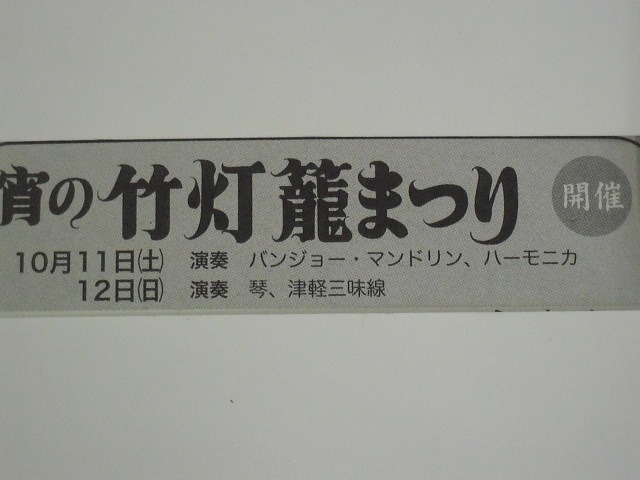 宵の竹灯籠まつり 開催
10月11日㈯ 演奏 バンジョー・マンドリン、ハーモニカ
12日㈰ 演奏 琴、津軽三味線